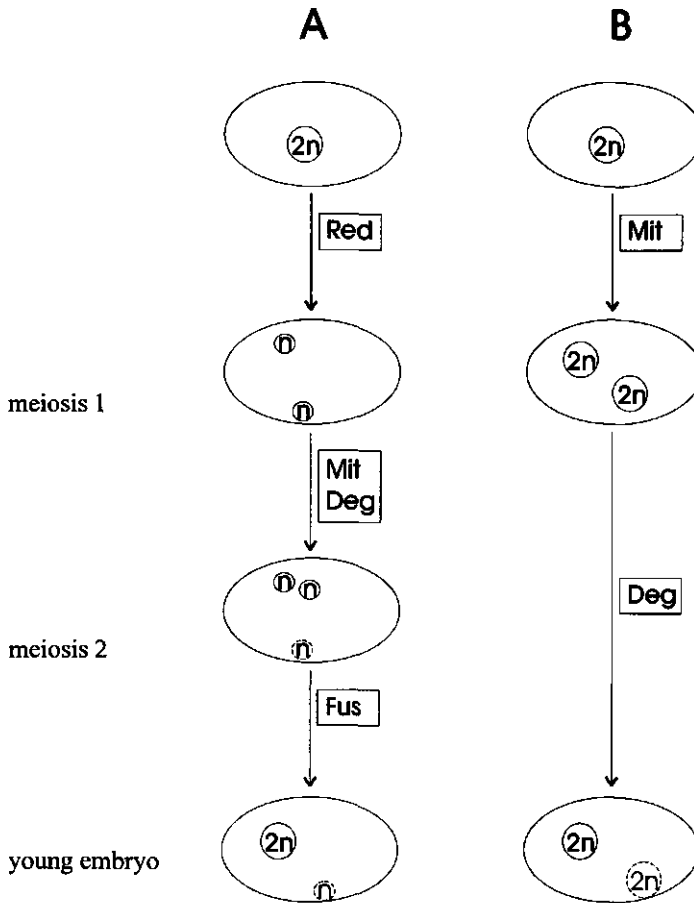 A B
2n 2n
Red Mit
n
2n
meiosis 1
2n
n
Mit
Deg
n n
Deg
meiosis 2
n
Fus
2n 2n
young embryo
n 2n